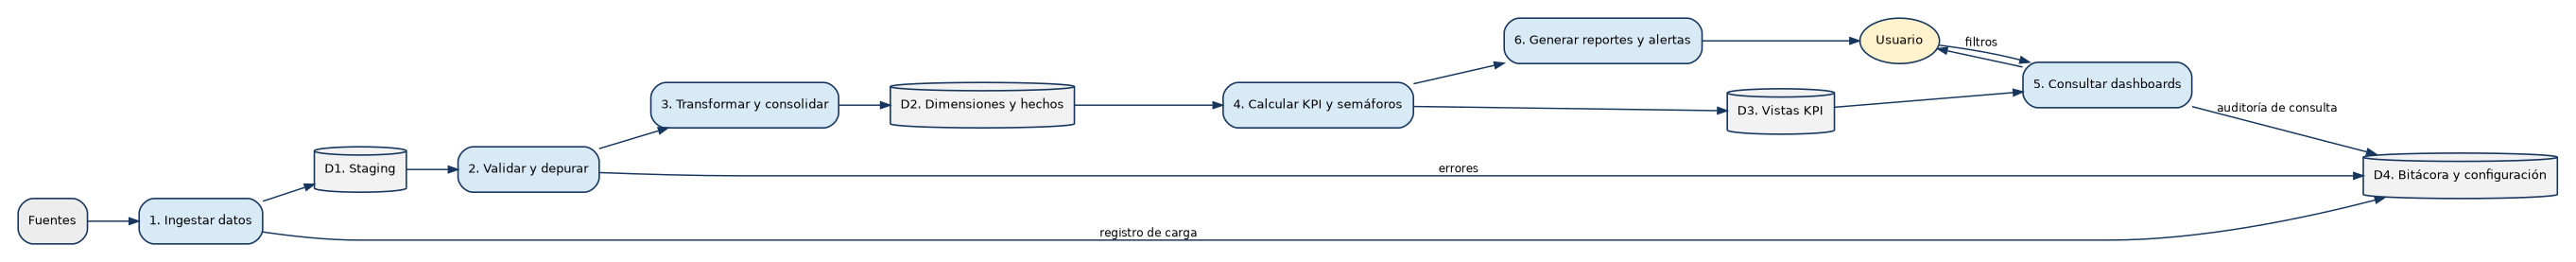 Fuentes
1. Ingestar datos
D1. Staging
2. Validar y depurar
3. Transformar y consolidar
D2. Dimensiones y hechos
4. Calcular KPI y semáforos
6. Generar reportes y alertas
Usuario
filtros
D3. Vistas KPI
5. Consultar dashboards
auditoría de consulta
errores
registro de carga
D4. Bitácora y configuración